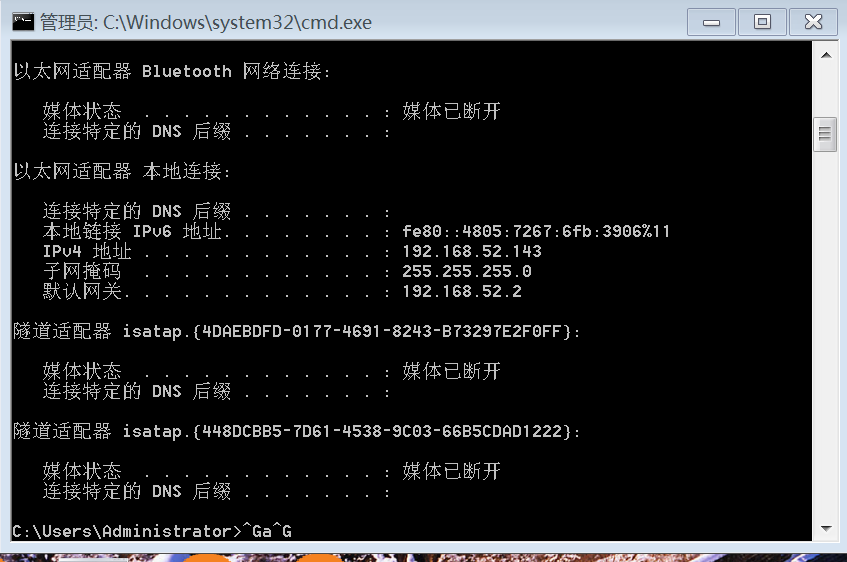 管理员: C:\Windows\system32\cmd.exe
以太网适配器 Bluetooth 网络连接:
媒体状态  . . . . . . . . . . . . : 媒体已断开
连接特定的 DNS 后缀 . . . . . . . :
以太网适配器 本地连接:
连接特定的 DNS 后缀 . . . . . . . :
本地链接 IPv6 地址. . . . . . . . : fe80::4805:7267:6fb:3906%11
IPv4 地址 . . . . . . . . . . . . : 192.168.52.143
子网掩码  . . . . . . . . . . . . : 255.255.255.0
默认网关. . . . . . . . . . . . . : 192.168.52.2
隧道适配器 isatap.{4DAEBDFD-0177-4691-8243-B73297E2F0FF}:
媒体状态  . . . . . . . . . . . . : 媒体已断开
连接特定的 DNS 后缀 . . . . . . . :
隧道适配器 isatap.{448DCBB5-7D61-4538-9C03-66B5CDAD1222}:
媒体状态  . . . . . . . . . . . . : 媒体已断开
连接特定的 DNS 后缀 . . . . . . . :
C:\Users\Administrator>^Ga^G